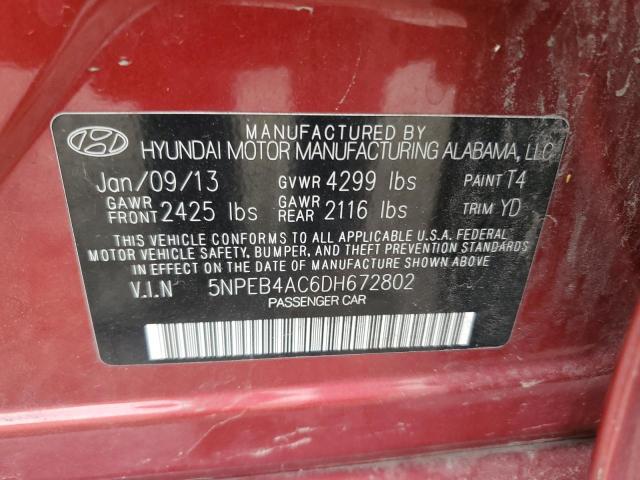 MANUFACTURED BY
HYUNDAI MOTOR MANUFACTURING ALABAMA, LLC
Jan/09/13 GVWR 4299 lbs PAINT T4
GAWR FRONT 2425 lbs GAWR REAR 2116 lbs TRIM YD
THIS VEHICLE CONFORMS TO ALL APPLICABLE U.S.A. FEDERAL
MOTOR VEHICLE SAFETY, BUMPER, AND THEFT PREVENTION STANDARDS
IN EFFECT ON THE DATE OF MANUFACTURE SHOWN ABOVE
V.I.N 5NPEB4AC6DH672802
PASSENGER CAR